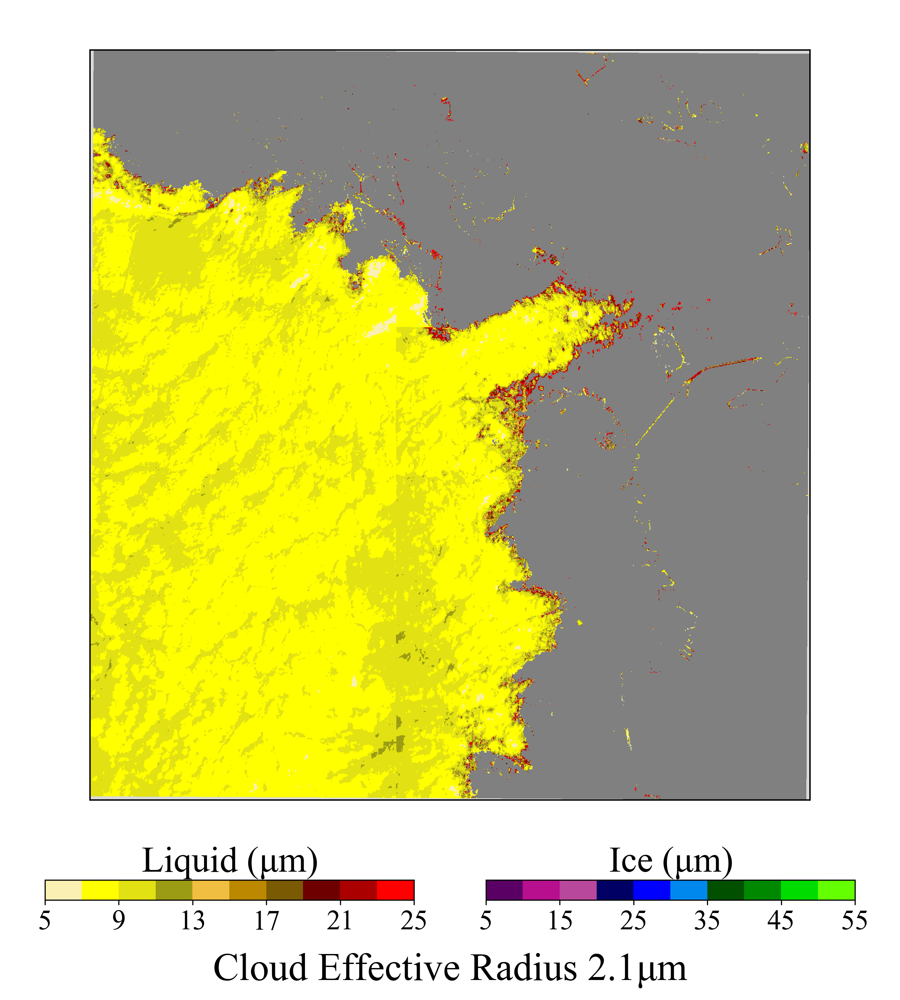 Liquid (μm)
Ice (μm)
5 9 13 17 21 25
5 15 25 35 45 55
Cloud Effective Radius 2.1μm